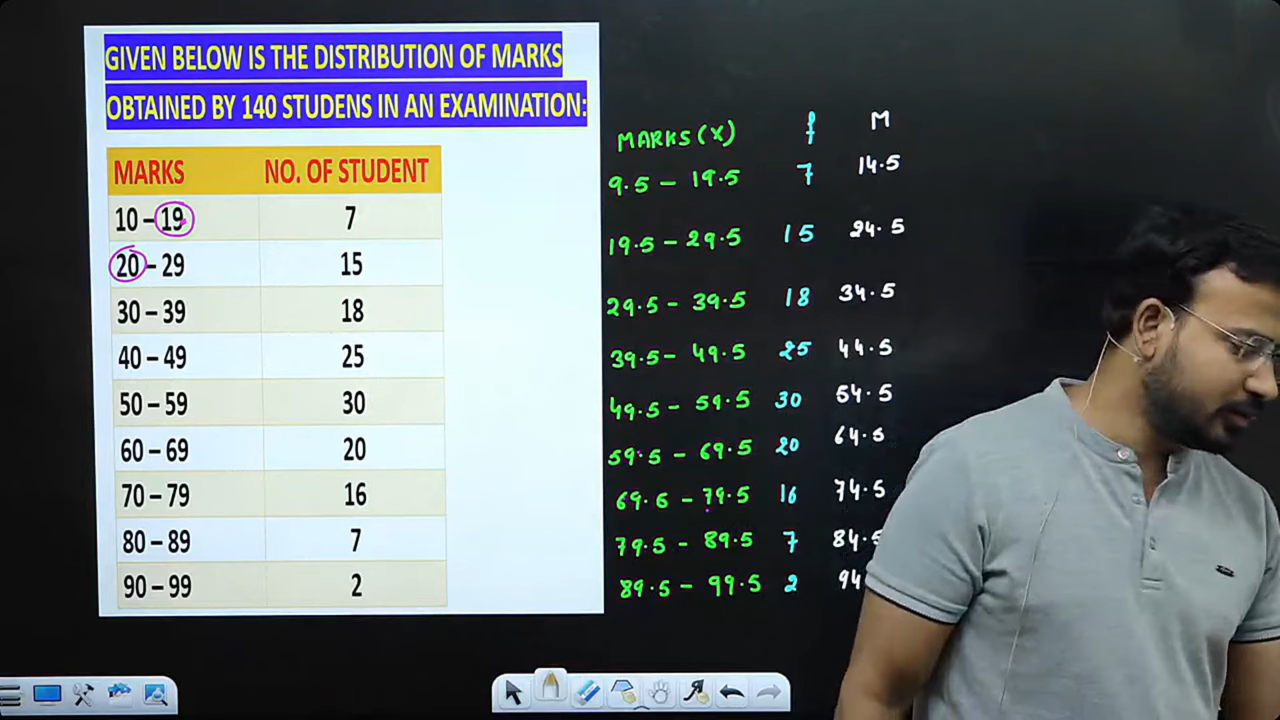 GIVEN BELOW IS THE DISTRIBUTION OF MARKS
OBTAINED BY 140 STUDENS IN AN EXAMINATION:
MARKS NO. OF STUDENT
10 – 19 7
20 – 29 15
30 – 39 18
40 – 49 25
50 – 59 30
60 – 69 20
70 – 79 16
80 – 89 7
90 – 99 2
MARKS (X) f M
9.5 – 19.5 7 14.5
19.5 – 29.5 15 24.5
29.5 – 39.5 18 34.5
39.5 – 49.5 25 44.5
49.5 – 59.5 30 54.5
59.5 – 69.5 20 64.5
69.6 – 79.5 16 74.5
79.5 – 89.5 7 84.5
89.5 – 99.5 2 94